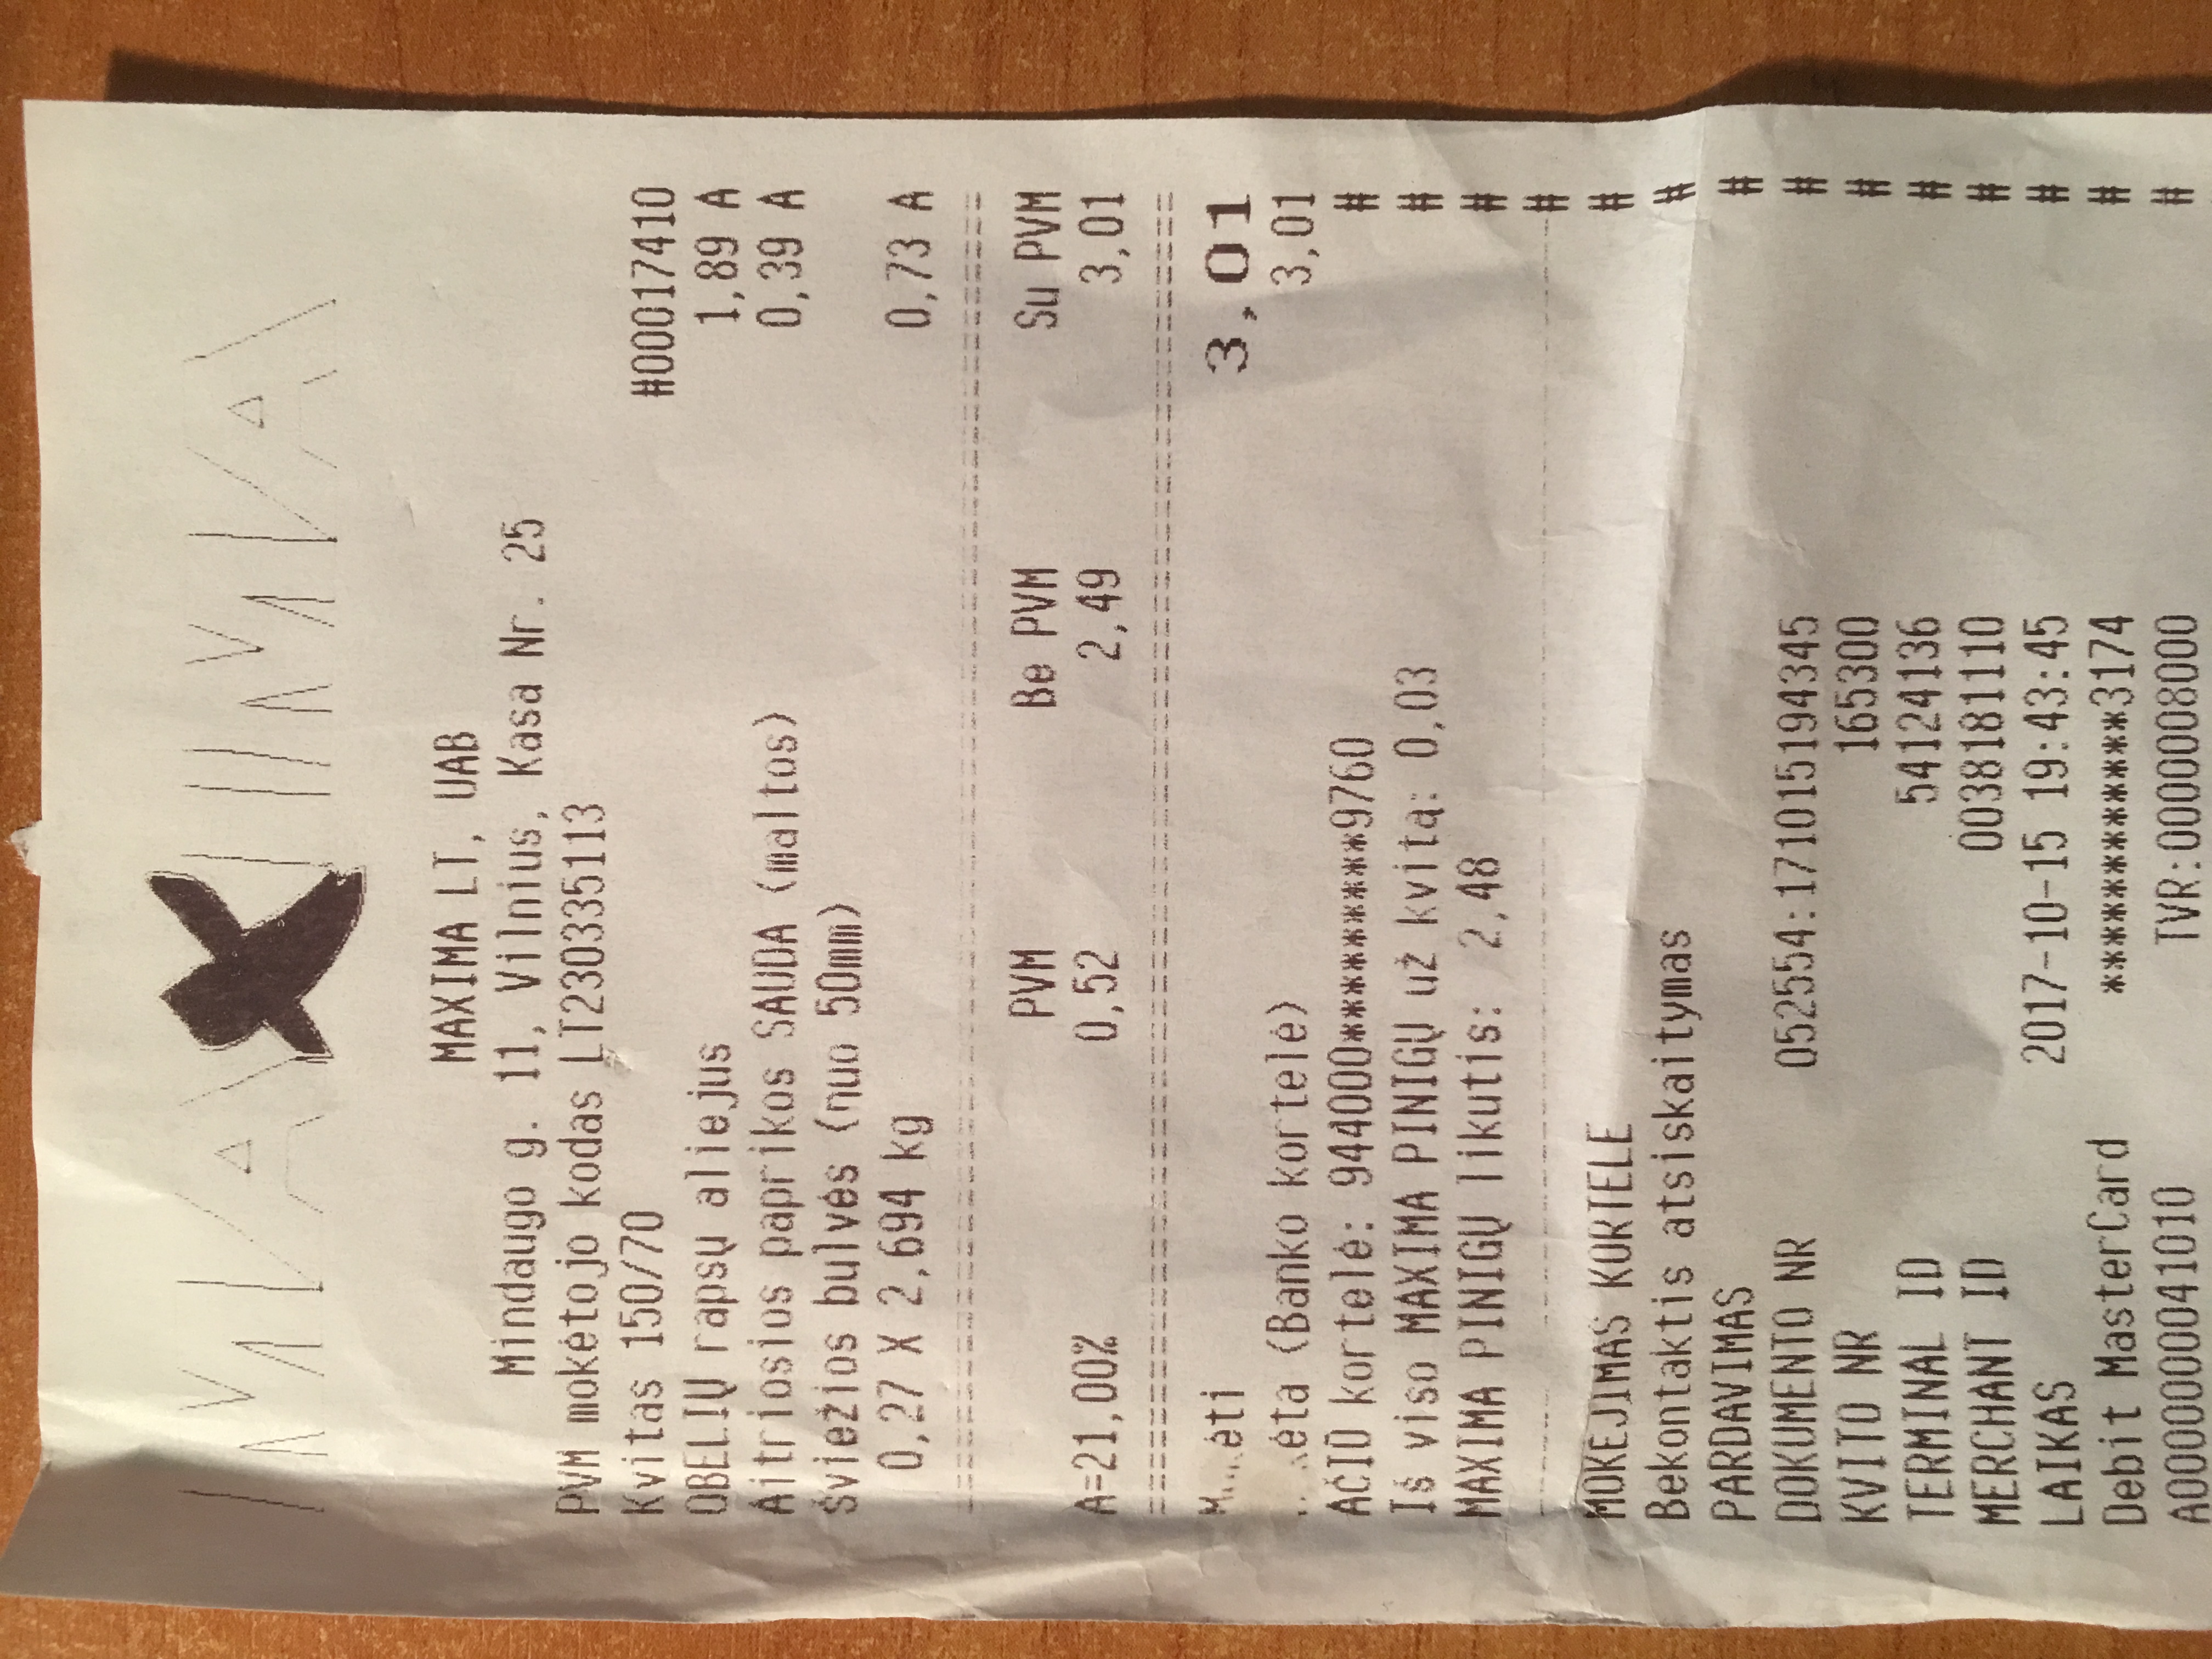 MAXIMA
MAXIMA LT, UAB
Mindaugo g. 11, Vilnius, Kasa Nr. 25
PVM mokėtojo kodas LT230335113
Kvitas 150/70 #00017410
OBELIŲ rapsų aliejus 1,89 A
Aitriosios paprikos SAUDA (maltos) 0,39 A
šviežios bulvės (nuo 50mm)
0,27 X 2,694 kg 0,73 A
PVM Be PVM Su PVM
A=21,00% 0,52 2,49 3,01
3,01
(Banko kortelė) 3,01
AČIŪ kortelė: 944000*********9760 #
Iš viso MAXIMA PINIGŲ už kvitą: 0,03 #
MAXIMA PINIGŲ likutis: 2,48 #
#
MOKĖJIMAS KORTELE #
Bekontaktis atsiskaitymas #
PARDAVIMAS #
DOKUMENTO NR 052554:171015194345 #
KVITO NR 165300 #
TERMINAL ID 54124136 #
MERCHANT ID 0038181110 #
LAIKAS 2017-10-15 19:43:45 #
Debit MasterCard ************3174 #
A0000000041010 TVR:0000008000 #